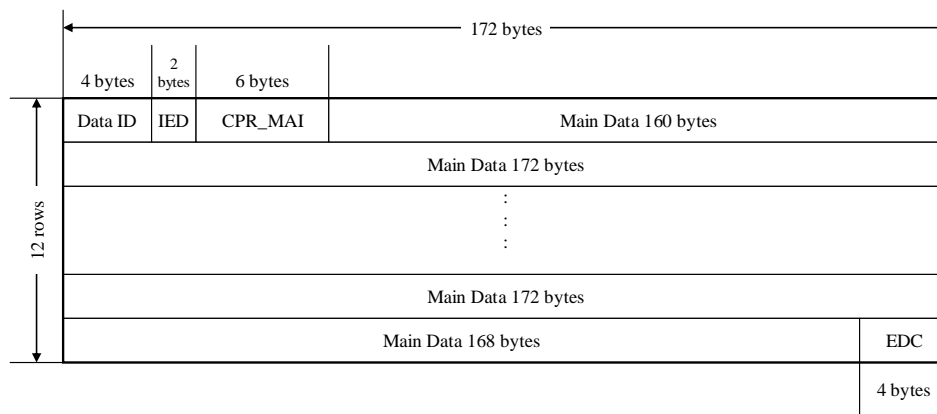 172 bytes
4 bytes
2
bytes
6 bytes
Data ID IED CPR_MAI Main Data 160 bytes
Main Data 172 bytes
:
:
:
12 rows
Main Data 172 bytes
Main Data 168 bytes EDC
4 bytes